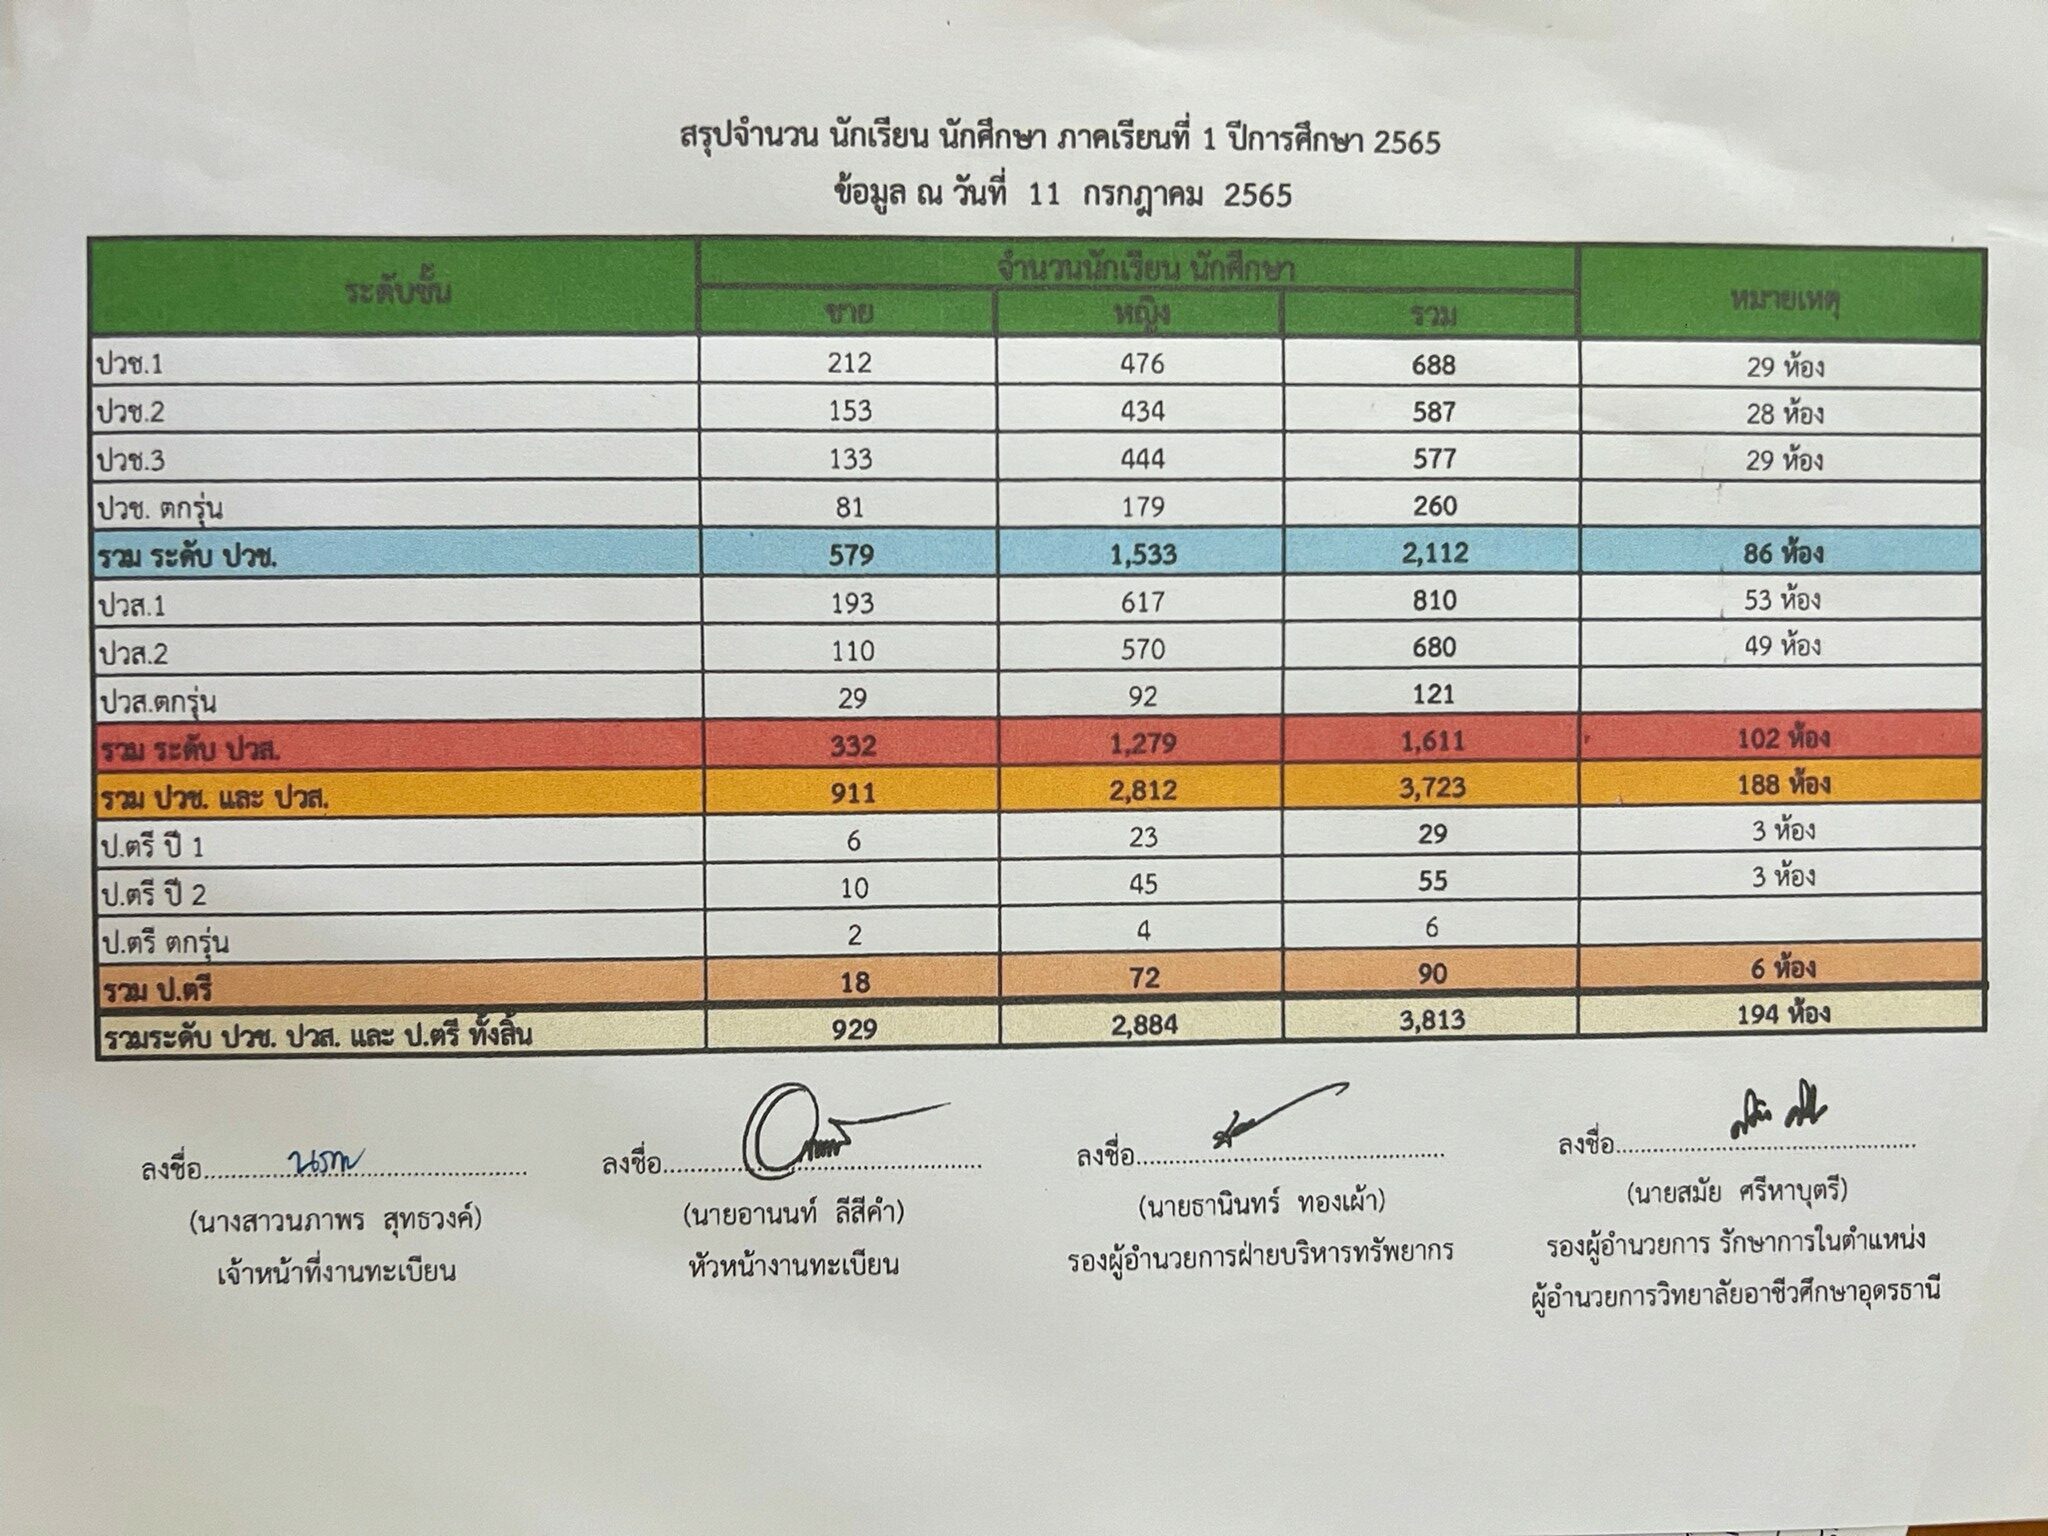 สรุปจำนวน นักเรียน นักศึกษา ภาคเรียนที่ 1 ปีการศึกษา 2565
ข้อมูล ณ วันที่ 11 กรกฎาคม 2565
ระดับชั้น จำนวนนักเรียน นักศึกษา หมายเหตุ
ชาย หญิง รวม
ปวช.1 212 476 688 29 ห้อง
ปวช.2 153 434 587 28 ห้อง
ปวช.3 133 444 577 29 ห้อง
ปวช. ตกรุ่น 81 179 260
รวม ระดับ ปวช. 579 1,533 2,112 86 ห้อง
ปวส.1 193 617 810 53 ห้อง
ปวส.2 110 570 680 49 ห้อง
ปวส.ตกรุ่น 29 92 121
รวม ระดับ ปวส. 332 1,279 1,611 102 ห้อง
รวม ปวช. และ ปวส. 911 2,812 3,723 188 ห้อง
ป.ตรี ปี 1 6 23 29 3 ห้อง
ป.ตรี ปี 2 10 45 55 3 ห้อง
ป.ตรี ตกรุ่น 2 4 6
รวม ป.ตรี 18 72 90 6 ห้อง
รวมระดับ ปวช. ปวส. และ ป.ตรี ทั้งสิ้น 929 2,884 3,813 194 ห้อง
ลงชื่อ นภาพ ลงชื่อ ลงชื่อ ลงชื่อ
(นางสาวนภาพร สุทธวงค์) (นายอานนท์ ลีสีคำ) (นายธานินทร์ ทองเผ้า) (นายสมัย ศรีหาบุตรี)
เจ้าหน้าที่งานทะเบียน หัวหน้างานทะเบียน รองผู้อำนวยการฝ่ายบริหารทรัพยากร รองผู้อำนวยการ รักษาการในตำแหน่ง
ผู้อำนวยการวิทยาลัยอาชีวศึกษาอุดรธานี